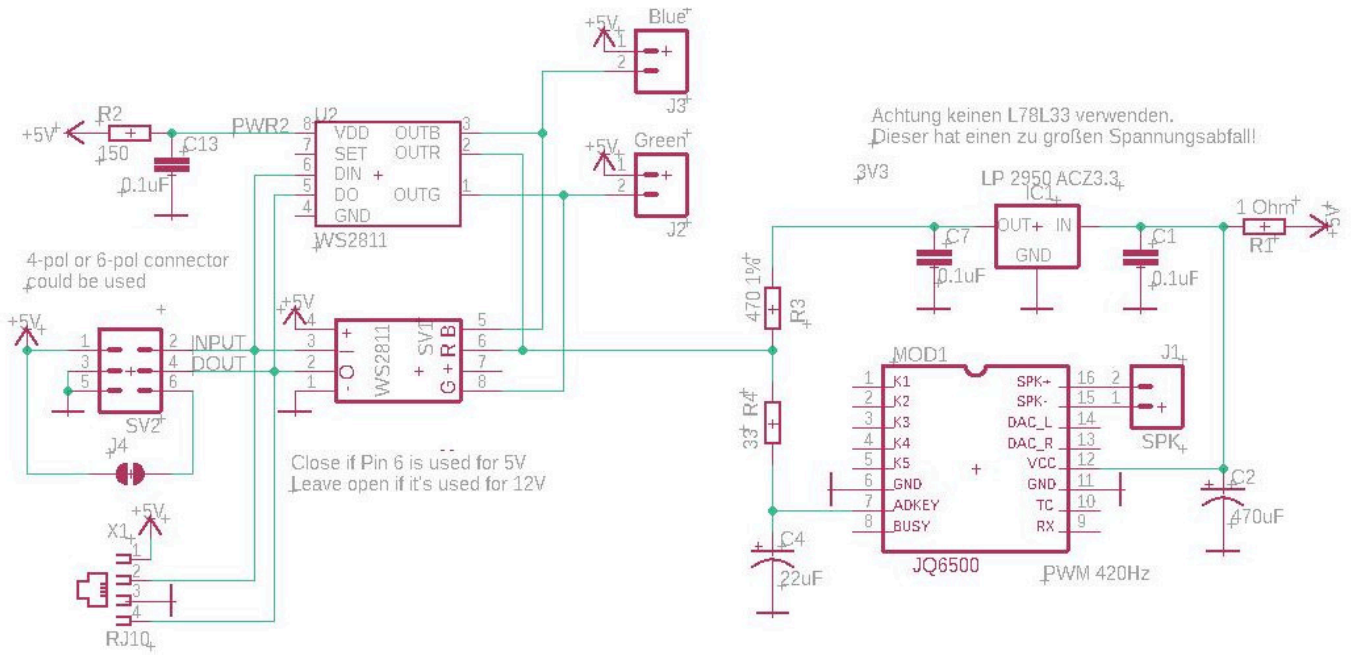 Blue
+5V
1
2
J3
R2
+5V
150
C13
0.1uF
PWR2
U2
8 VDD OUTB 3
7 SET OUTR 2
6 DIN
5 DO OUTG 1
4 GND
WS2811
Green
+5V
1
2
J2
Achtung keinen L78L33 verwenden.
Dieser hat einen zu großen Spannungsabfall!
3V3
LP 2950 ACZ3.3
IC1
OUT IN
GND
C7
0.1uF
C1
0.1uF
1 Ohm
R1
+5V
4-pol or 6-pol connector
could be used
+5V
1 2 INPUT
3 4 DOUT
5 6
SV2
J4
+5V
4 + 5
3 I 6
2 O 7
1 - 8
WS2811
SV1
G + R B
470 1%
R3
R4
33
C4
22uF
Close if Pin 6 is used for 5V
Leave open if it's used for 12V
MOD1
1 K1 SPK+ 16
2 K2 SPK- 15
3 K3 DAC_L 14
4 K4 DAC_R 13
5 K5 VCC 12
6 GND GND 11
7 ADKEY TC 10
8 BUSY RX 9
JQ6500
PWM 420Hz
J1
2
1
SPK
C2
470uF
+5V
X1
1
2
3
4
RJ10